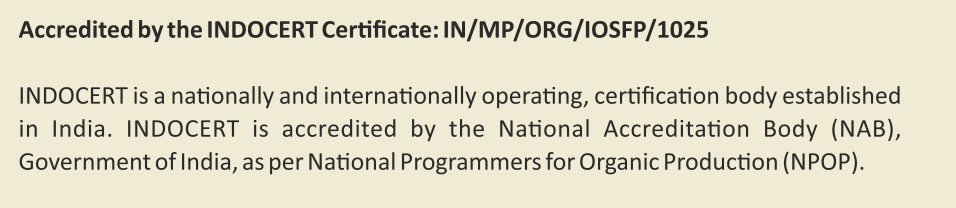 Accredited by the INDOCERT Certificate: IN/MP/ORG/IOSFP/1025
INDOCERT is a nationally and internationally operating, certification body established
in India. INDOCERT is accredited by the National Accreditation Body (NAB),
Government of India, as per National Programmers for Organic Production (NPOP).